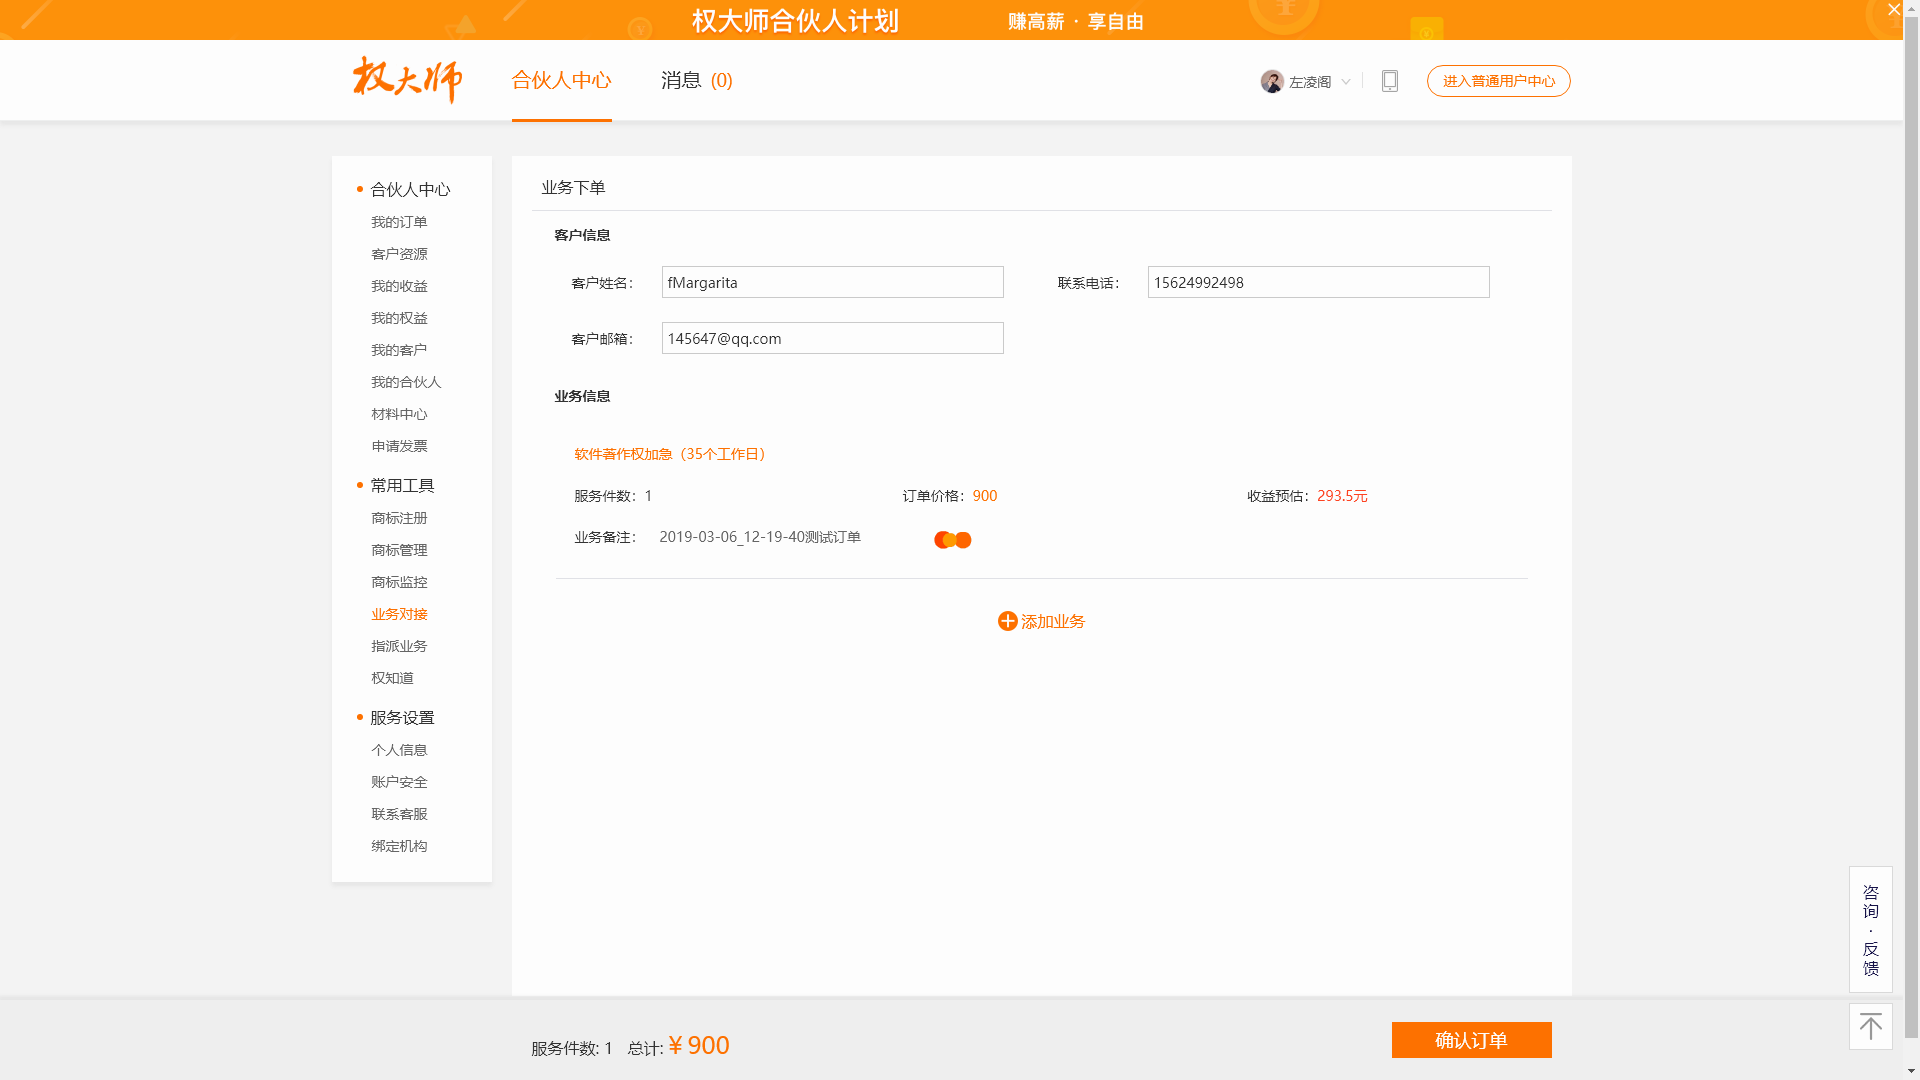 权大师合伙人计划 赚高薪 · 享自由
权大师 合伙人中心 消息 (0) 左凌阁 进入普通用户中心
合伙人中心
我的订单
客户资源
我的收益
我的权益
我的客户
我的合伙人
材料中心
申请发票
常用工具
商标注册
商标管理
商标监控
业务对接
指派业务
权知道
服务设置
个人信息
账户安全
联系客服
绑定机构
业务下单
客户信息
客户姓名： fMargarita 联系电话： 15624992498
客户邮箱： 145647@qq.com
业务信息
软件著作权加急（35个工作日）
服务件数：1 订单价格：900 收益预估：293.5元
业务备注： 2019-03-06_12-19-40测试订单
添加业务
咨询·反馈
服务件数: 1 总计: ¥ 900 确认订单